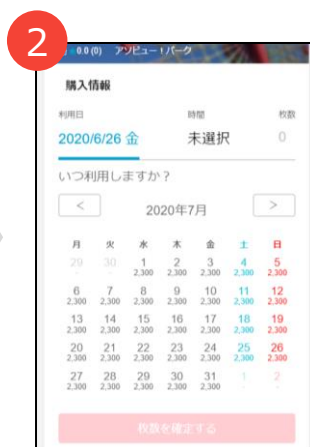 2
0.0 (0) アソビュー！パーク
購入情報
利用日 時間 枚数
2020/6/26 金 未選択 0
いつ利用しますか？
< 2020年7月 >
月 火 水 木 金 土 日
29 30 1 2 3 4 5
- - 2,300 2,300 2,300 2,300 2,300
6 7 8 9 10 11 12
2,300 2,300 2,300 2,300 2,300 2,300 2,300
13 14 15 16 17 18 19
2,300 2,300 2,300 2,300 2,300 2,300 2,300
20 21 22 23 24 25 26
2,300 2,300 2,300 2,300 2,300 2,300 2,300
27 28 29 30 31 1 2
2,300 2,300 2,300 2,300 2,300 - -
枚数を確定する